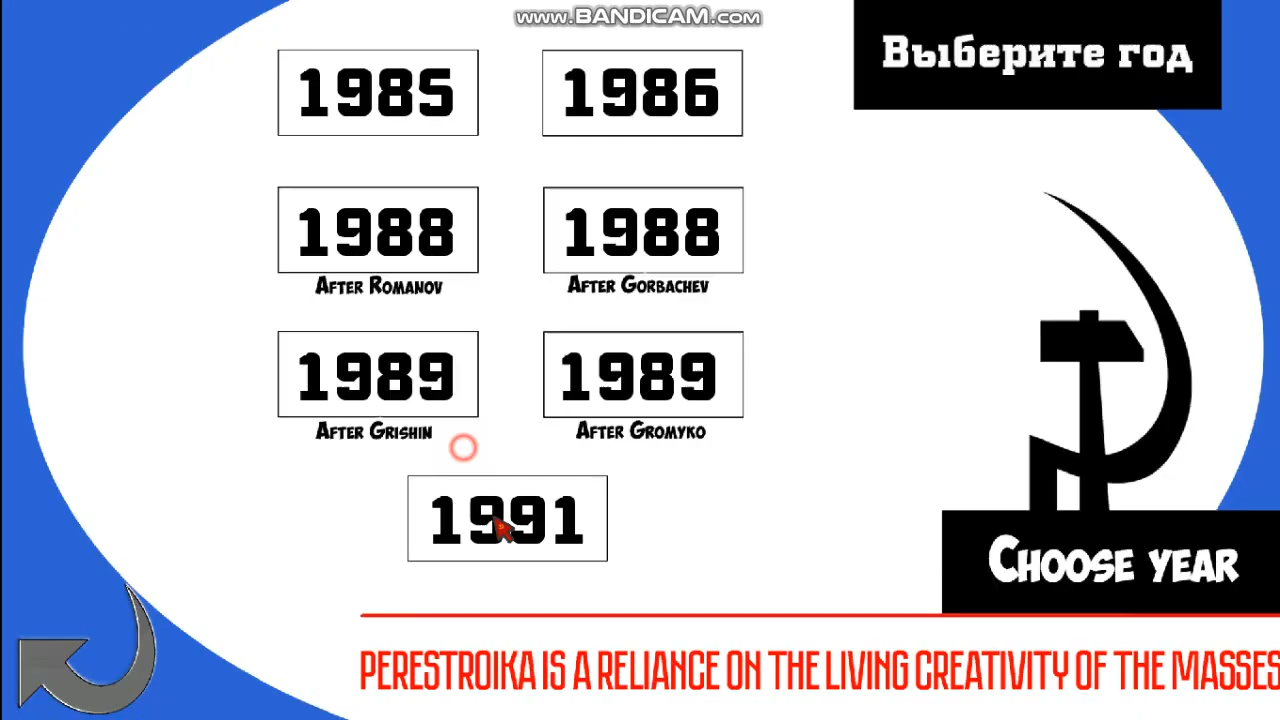 www.BANDICAM.com
Выберите год
1985
1986
1988
1988
After Romanov
After Gorbachev
1989
1989
After Grishin
After Gromyko
1991
Choose year
PERESTROIKA IS A RELIANCE ON THE LIVING CREATIVITY OF THE MASSES